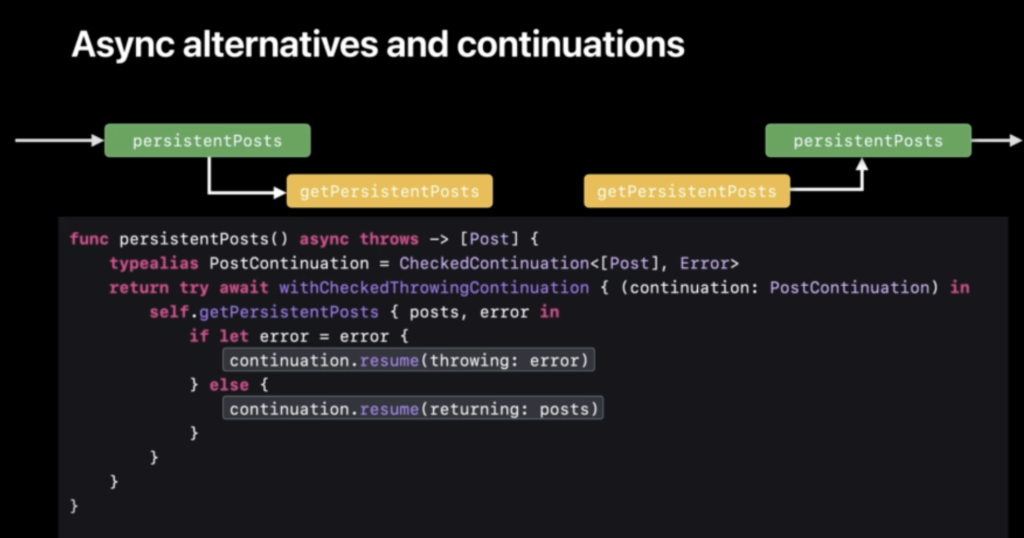 Async alternatives and continuations
persistentPosts
persistentPosts
getPersistentPosts
getPersistentPosts
func persistentPosts() async throws -> [Post] {
    typealias PostContinuation = CheckedContinuation<[Post], Error>
    return try await withCheckedThrowingContinuation { (continuation: PostContinuation) in
        self.getPersistentPosts { posts, error in
            if let error = error {
                continuation.resume(throwing: error)
            } else {
                continuation.resume(returning: posts)
            }
        }
    }
}